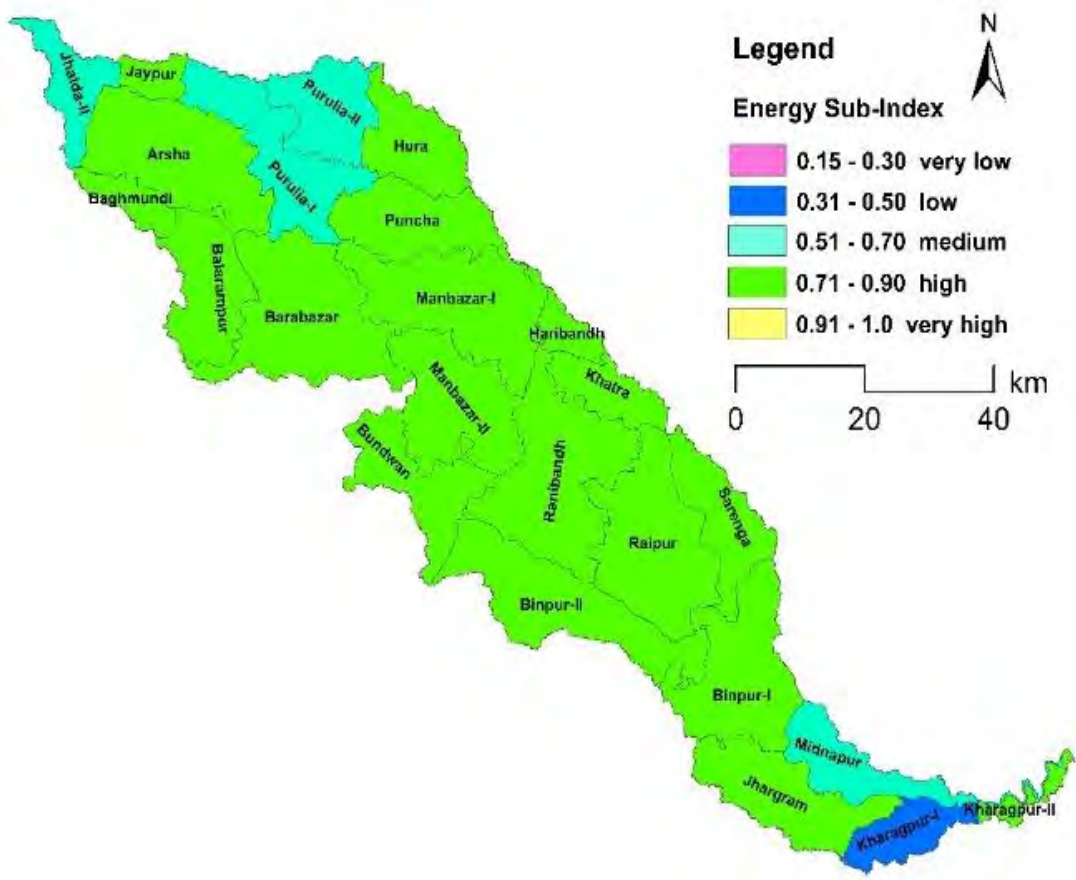 N
Legend
Energy Sub-Index
0.15 - 0.30 very low
0.31 - 0.50 low
0.51 - 0.70 medium
0.71 - 0.90 high
0.91 - 1.0 very high
km
0 20 40
Jhalda-II
Jaypur
Purulia-II
Arsha
Hura
Purulia-I
Baghmundi
Puncha
Balarampur
Barabazar
Manbazar-I
Haribandh
Khatra
Manbazar-II
Bundwan
Ranibandh
Sarenga
Raipur
Binpur-II
Binpur-I
Midnapur
Jhargram
Kharagpur-I
Kharagpur-II